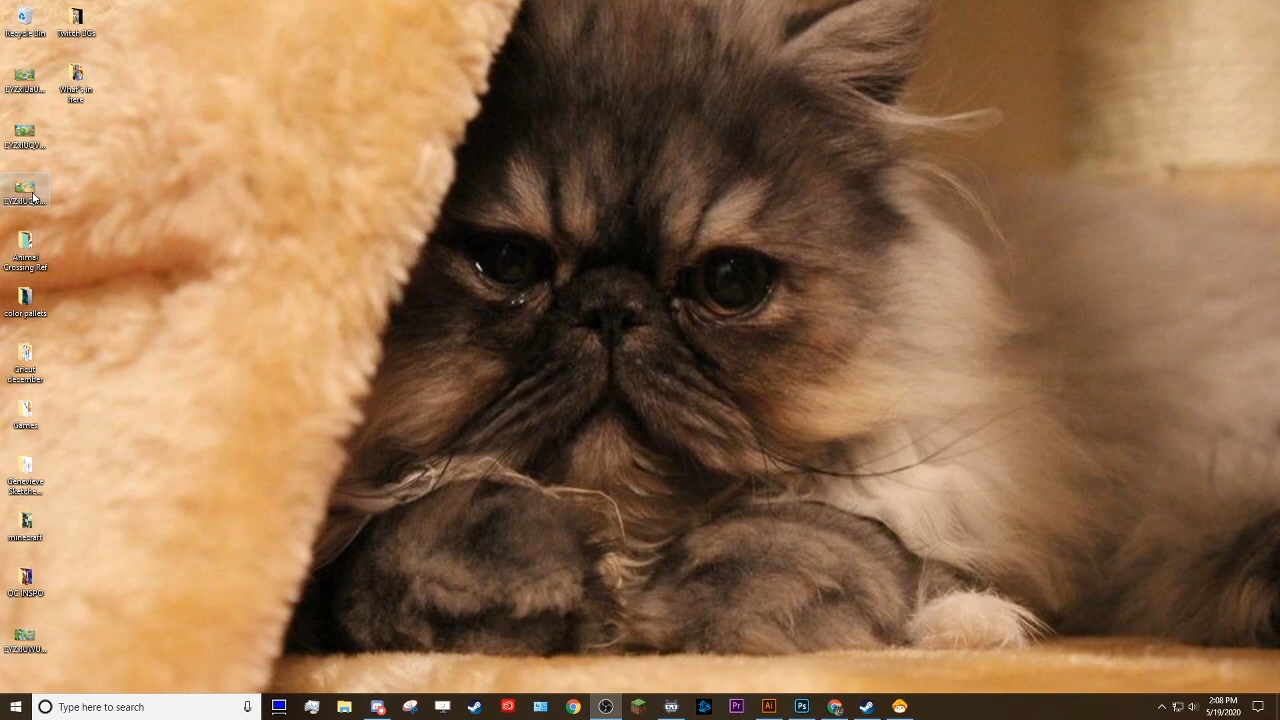 Recycle Bin
Twitch BGs
What's in
here
Animal
Crossing Ref
color pallets
Cricut
december
Games
Genevieve
Sketche...
minecraft
OC INSPO
Type here to search
2:08 PM
5/19/2020